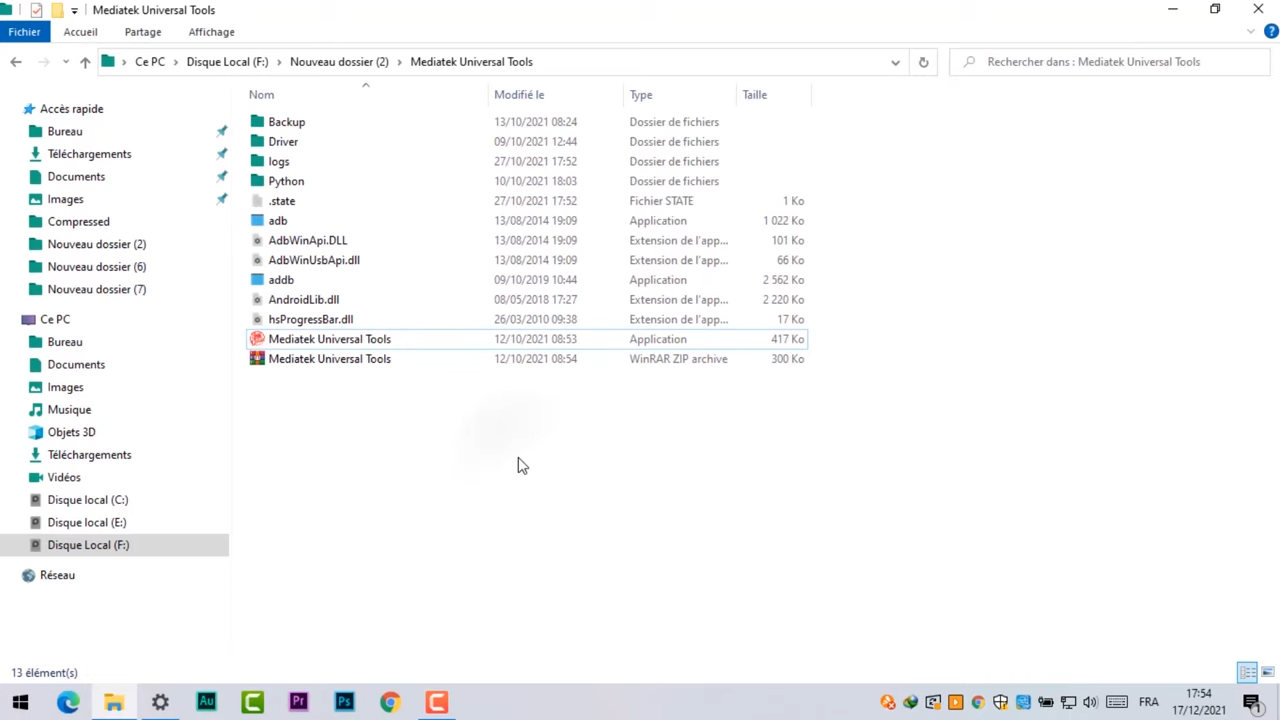 Mediatek Universal Tools
Fichier Accueil Partage Affichage
Ce PC Disque Local (F:) Nouveau dossier (2) Mediatek Universal Tools
Rechercher dans : Mediatek Universal Tools
Accès rapide
Bureau
Téléchargements
Documents
Images
Compressed
Nouveau dossier (2)
Nouveau dossier (6)
Nouveau dossier (7)
Ce PC
Bureau
Documents
Images
Musique
Objets 3D
Téléchargements
Vidéos
Disque local (C:)
Disque local (E:)
Disque Local (F:)
Réseau
Nom Modifié le Type Taille
Backup 13/10/2021 08:24 Dossier de fichiers
Driver 09/10/2021 12:44 Dossier de fichiers
logs 27/10/2021 17:52 Dossier de fichiers
Python 10/10/2021 18:03 Dossier de fichiers
.state 27/10/2021 17:52 Fichier STATE 1 Ko
adb 13/08/2014 19:09 Application 1 022 Ko
AdbWinApi.DLL 13/08/2014 19:09 Extension de l'app... 101 Ko
AdbWinUsbApi.dll 13/08/2014 19:09 Extension de l'app... 66 Ko
addb 09/10/2019 10:44 Application 2 562 Ko
AndroidLib.dll 08/05/2018 17:27 Extension de l'app... 2 220 Ko
hsProgressBar.dll 26/03/2010 09:38 Extension de l'app... 17 Ko
Mediatek Universal Tools 12/10/2021 08:53 Application 417 Ko
Mediatek Universal Tools 12/10/2021 08:54 WinRAR ZIP archive 300 Ko
13 élément(s)
Au Pr Ps
FRA
17:54
17/12/2021
1